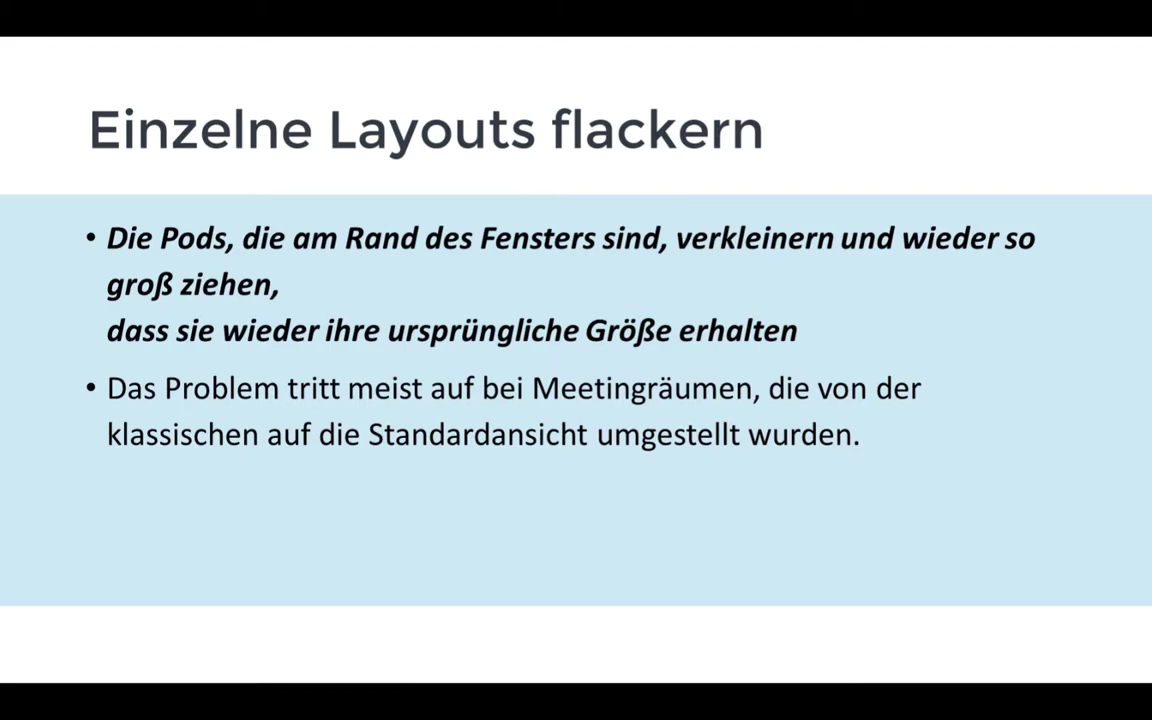 Einzelne Layouts flackern
• Die Pods, die am Rand des Fensters sind, verkleinern und wieder so
groß ziehen,
dass sie wieder ihre ursprüngliche Größe erhalten
• Das Problem tritt meist auf bei Meetingräumen, die von der
klassischen auf die Standardansicht umgestellt wurden.